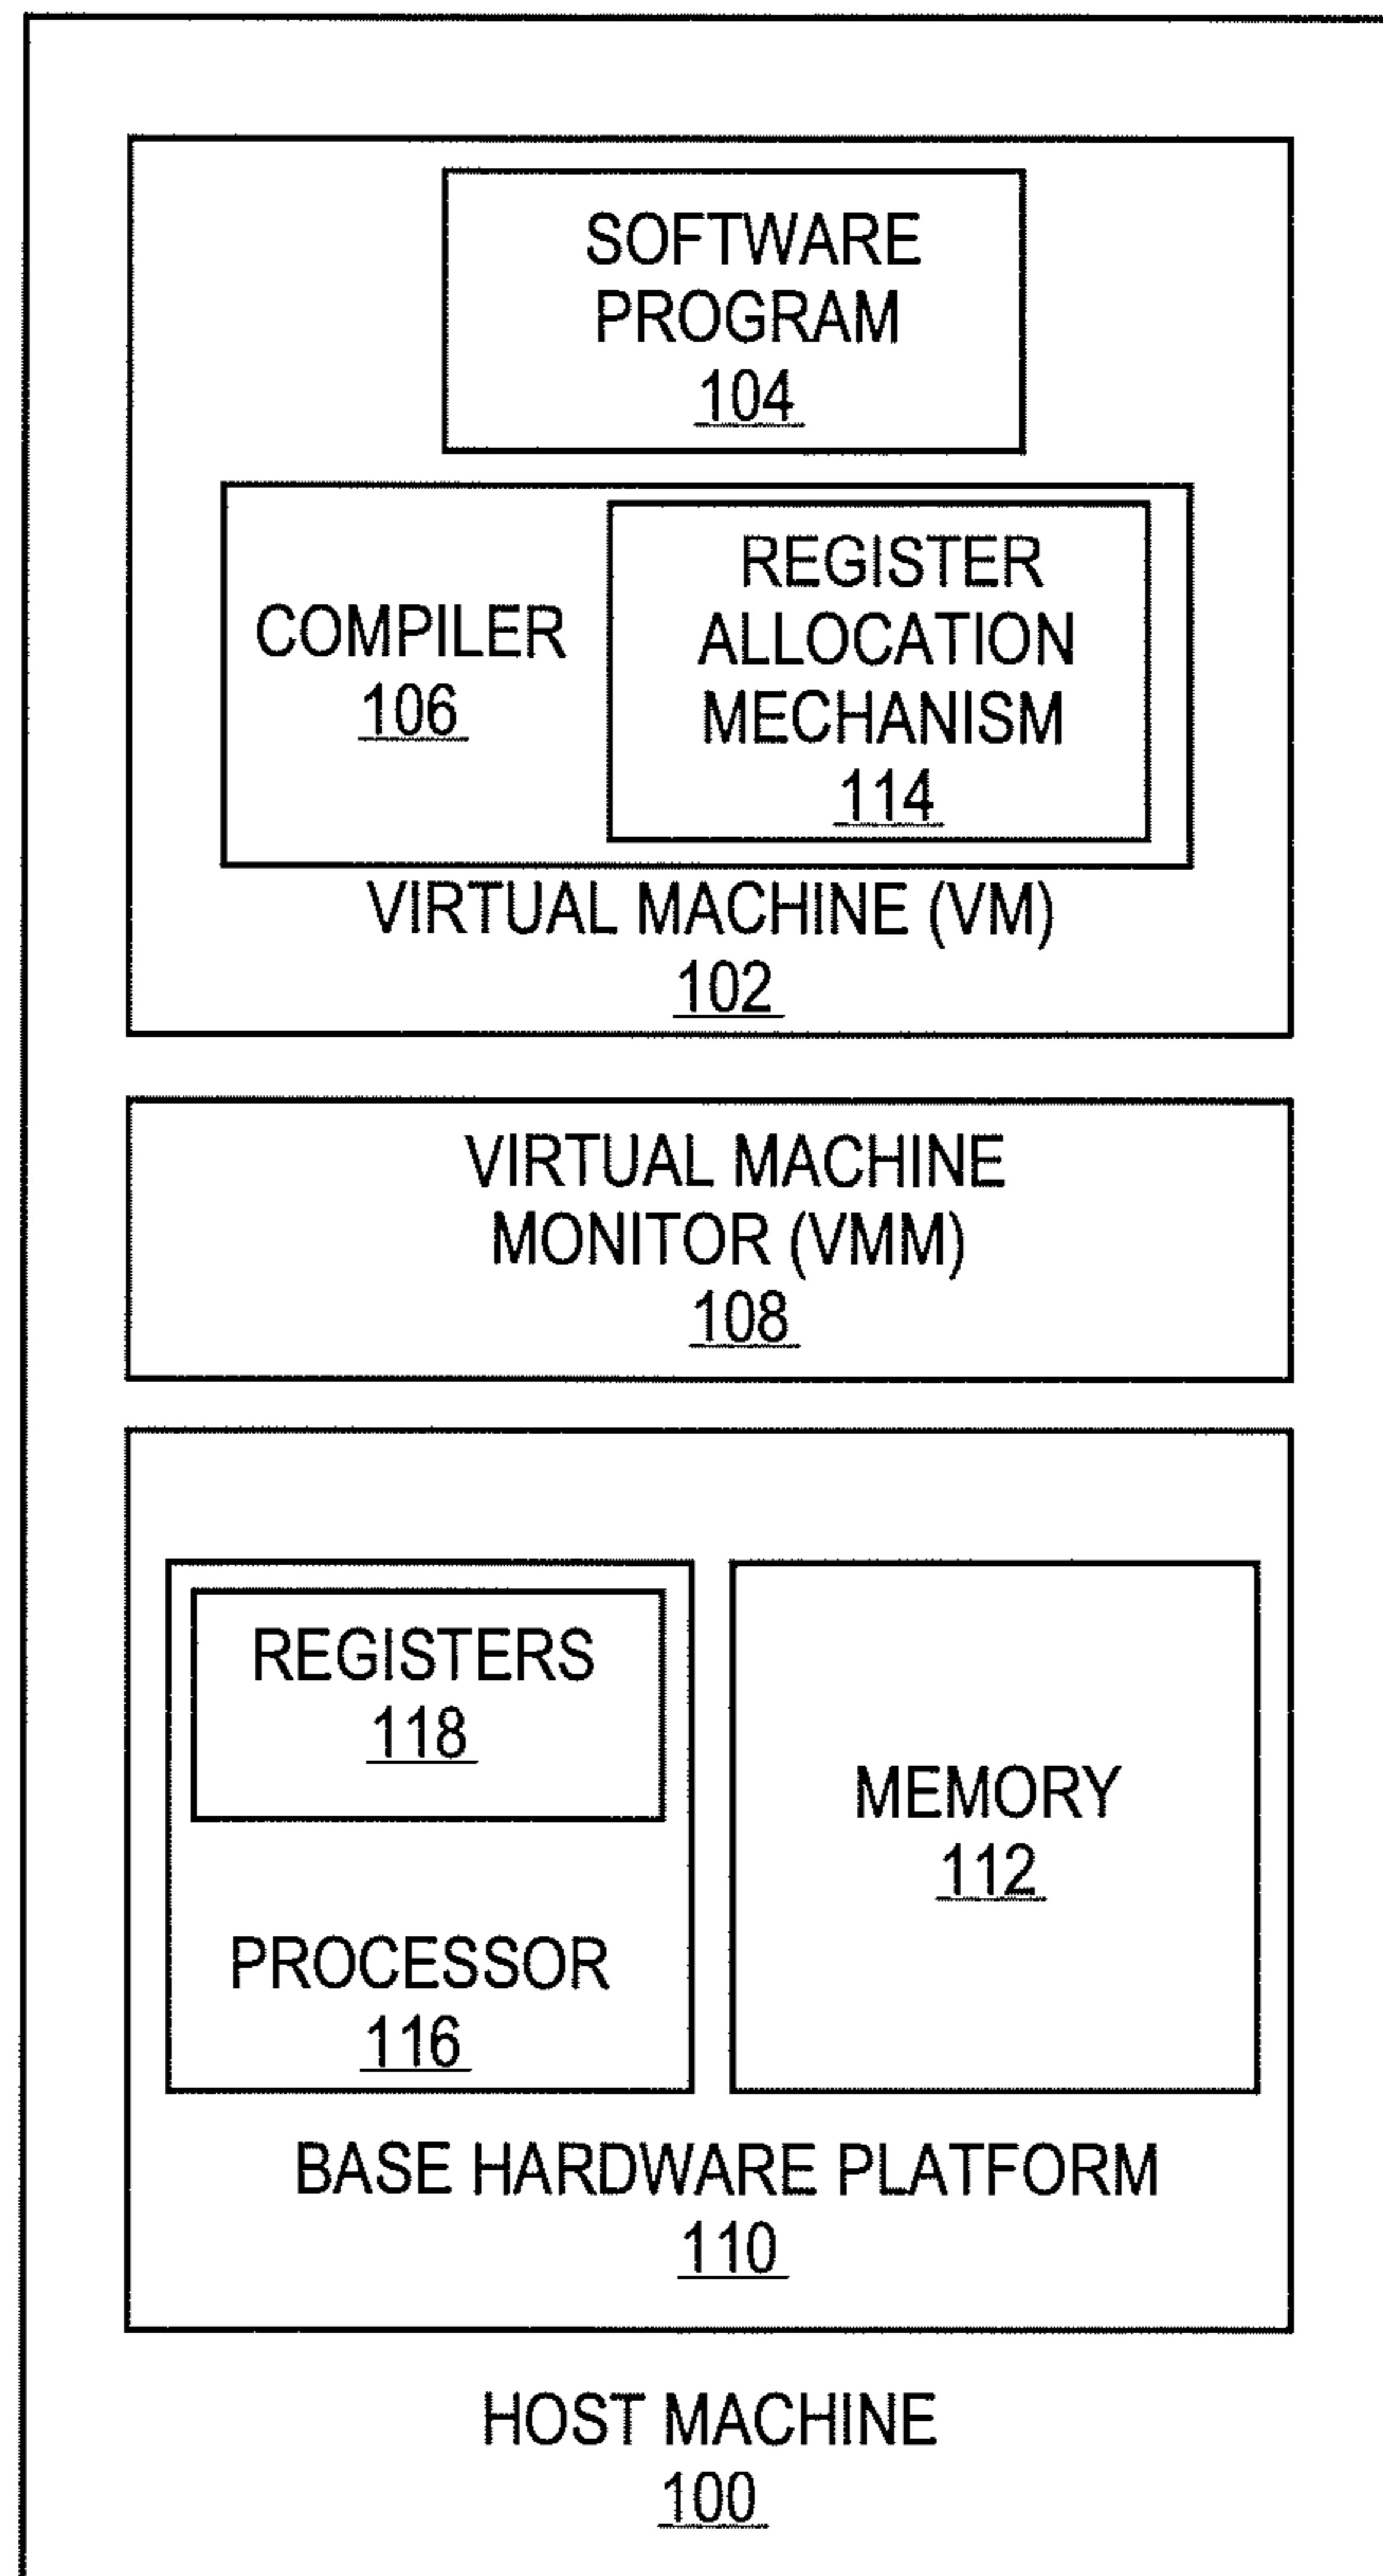 SOFTWARE
PROGRAM
104
COMPILER
106
REGISTER
ALLOCATION
MECHANISM
114
VIRTUAL MACHINE (VM)
102
VIRTUAL MACHINE
MONITOR (VMM)
108
REGISTERS
118
PROCESSOR
116
MEMORY
112
BASE HARDWARE PLATFORM
110
HOST MACHINE
100